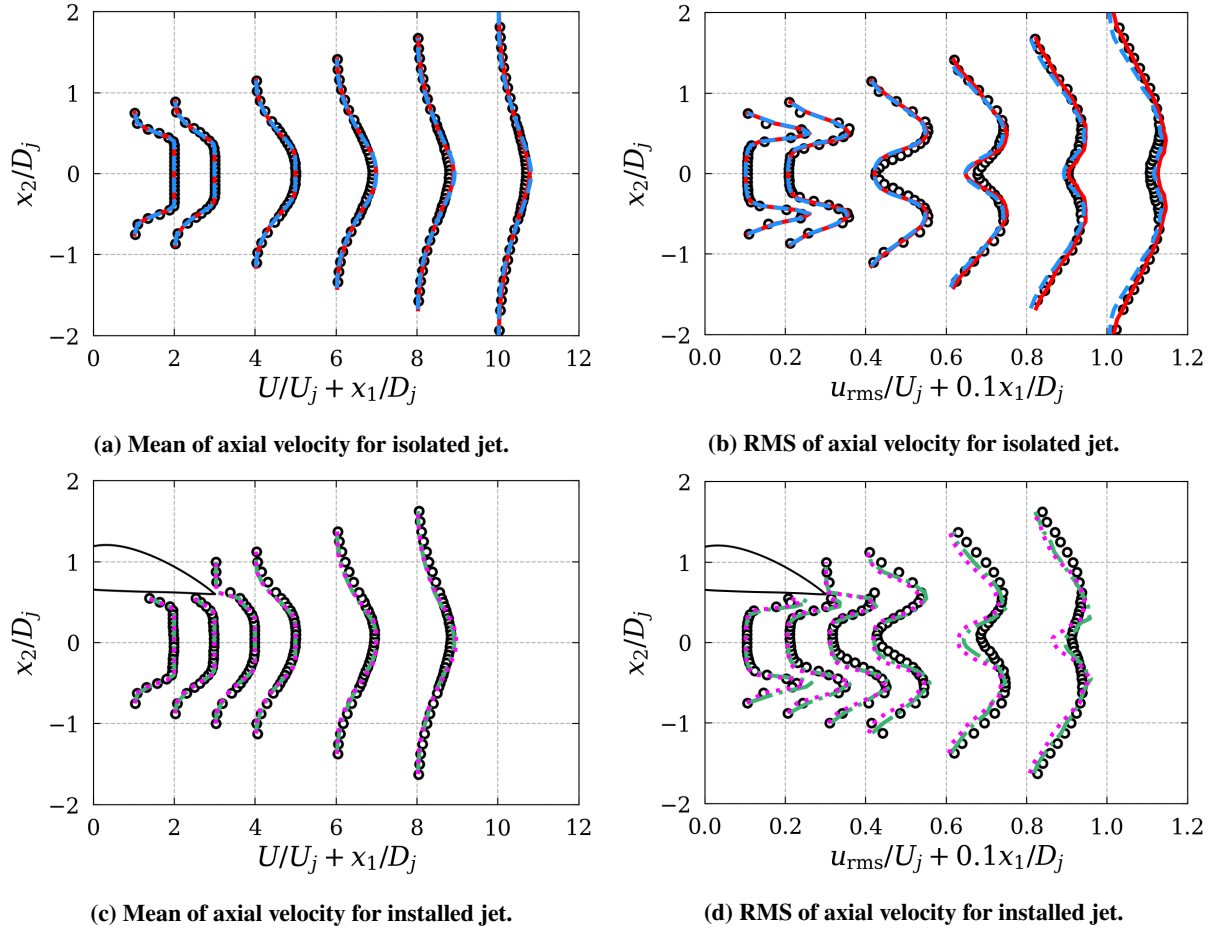 2
1
0
−1
−2
x₂/Dⱼ
0 2 4 6 8 10 12
U/Uⱼ + x₁/Dⱼ
(a) Mean of axial velocity for isolated jet.
2
1
0
−1
−2
x₂/Dⱼ
0.0 0.2 0.4 0.6 0.8 1.0 1.2
u_rms/Uⱼ + 0.1x₁/Dⱼ
(b) RMS of axial velocity for isolated jet.
2
1
0
−1
−2
x₂/Dⱼ
0 2 4 6 8 10 12
U/Uⱼ + x₁/Dⱼ
(c) Mean of axial velocity for installed jet.
2
1
0
−1
−2
x₂/Dⱼ
0.0 0.2 0.4 0.6 0.8 1.0 1.2
u_rms/Uⱼ + 0.1x₁/Dⱼ
(d) RMS of axial velocity for installed jet.